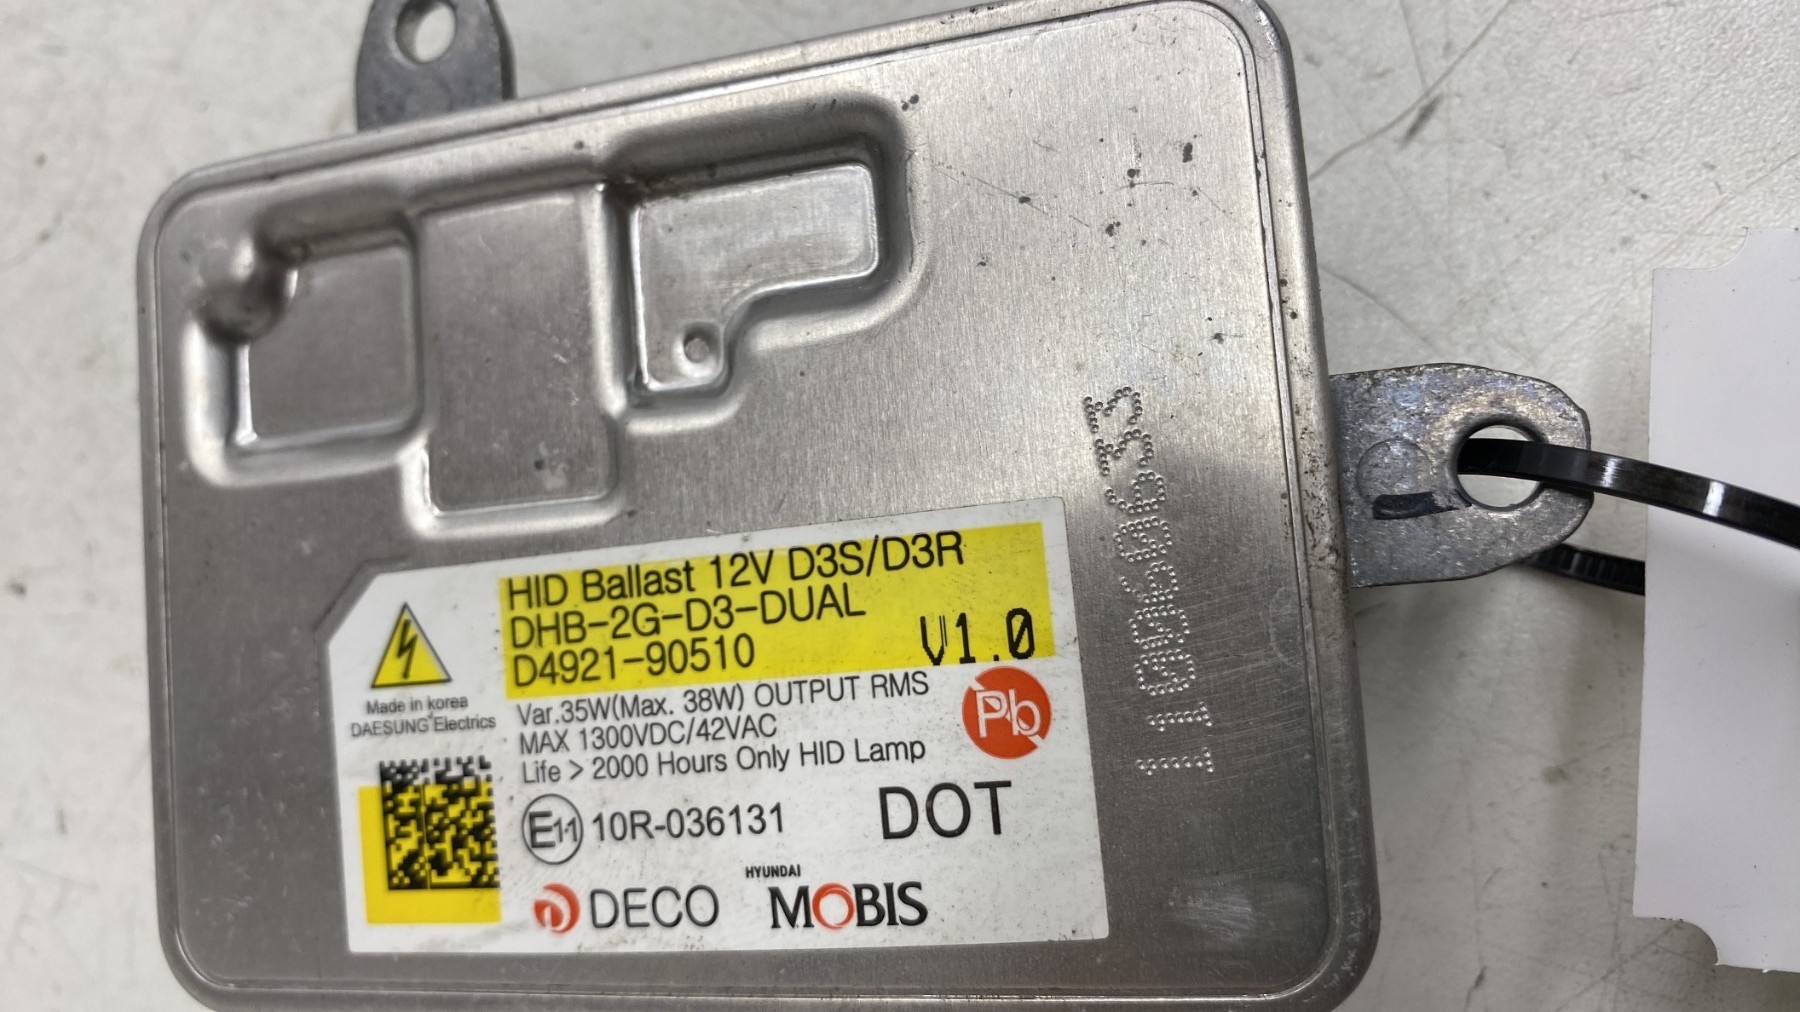 HID Ballast 12V D3S/D3R
DHB-2G-D3-DUAL
D4921-90510
V1.0
Made in korea
DAESUNG Electrics
Var.35W(Max. 38W) OUTPUT RMS
MAX 1300VDC/42VAC
Life > 2000 Hours Only HID Lamp
Pb
E11 10R-036131
DOT
DECO
HYUNDAI
MOBIS